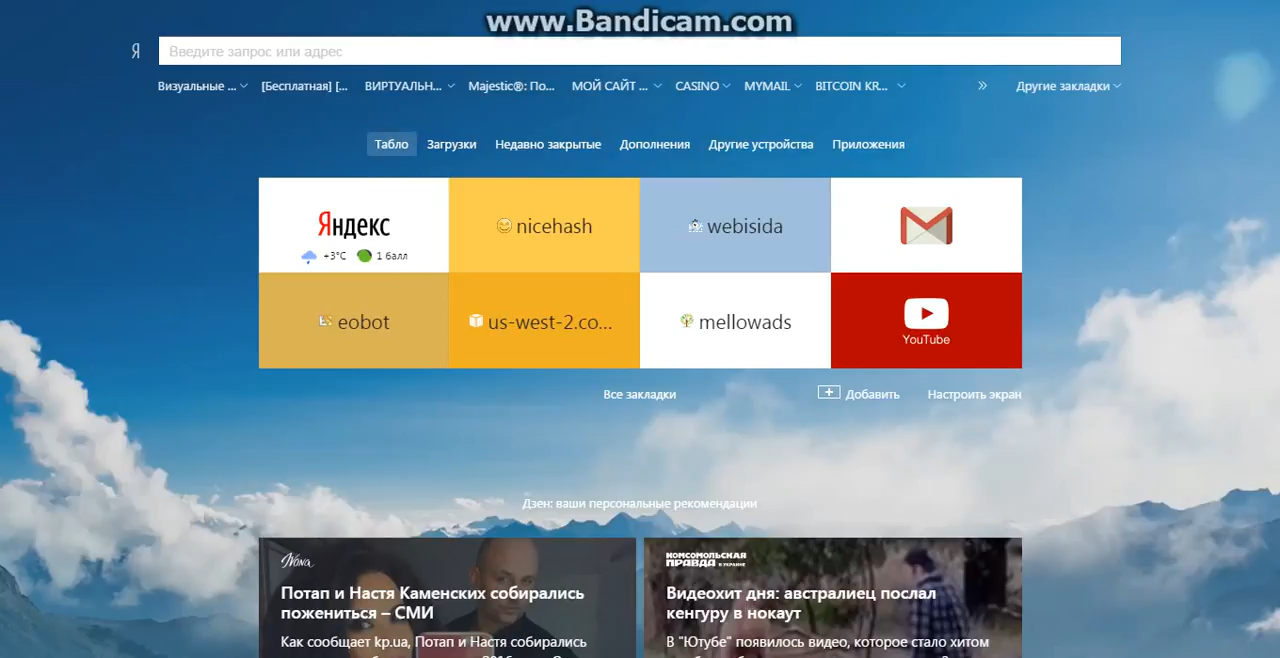 www.Bandicam.com
Я Введите запрос или адрес
Визуальные ... [Бесплатная] [... ВИРТУАЛЬН... Majestic®: По... МОЙ САЙТ ... CASINO MYMAIL BITCOIN KR... » Другие закладки
Табло Загрузки Недавно закрытые Дополнения Другие устройства Приложения
Яндекс
+3°C 1 балл
nicehash
webisida
eobot
us-west-2.co...
mellowads
YouTube
Все закладки Добавить Настроить экран
Дзен: ваши персональные рекомендации
Потап и Настя Каменских собирались
пожениться – СМИ
Как сообщает kp.ua, Потап и Настя собирались
КОМСОМОЛЬСКАЯ
ПРАВДА В УКРАИНЕ
Видеохит дня: австралиец послал
кенгуру в нокаут
В "Ютубе" появилось видео, которое стало хитом